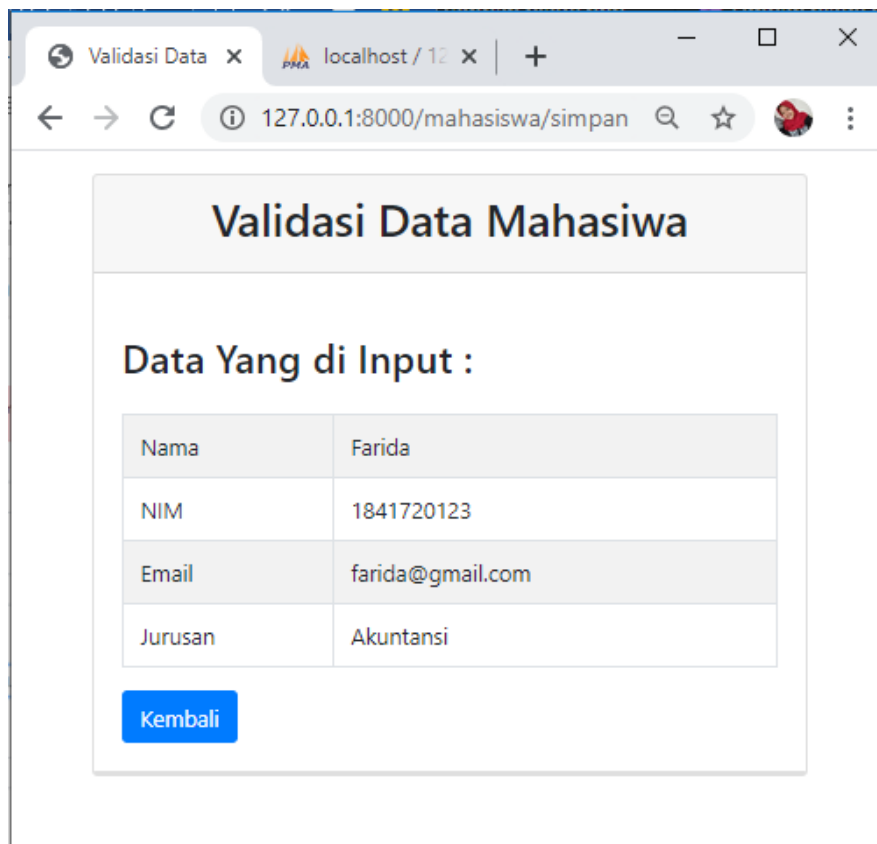 Validasi Data
localhost / 12
127.0.0.1:8000/mahasiswa/simpan
Validasi Data Mahasiwa
Data Yang di Input :
Nama Farida
NIM 1841720123
Email farida@gmail.com
Jurusan Akuntansi
Kembali